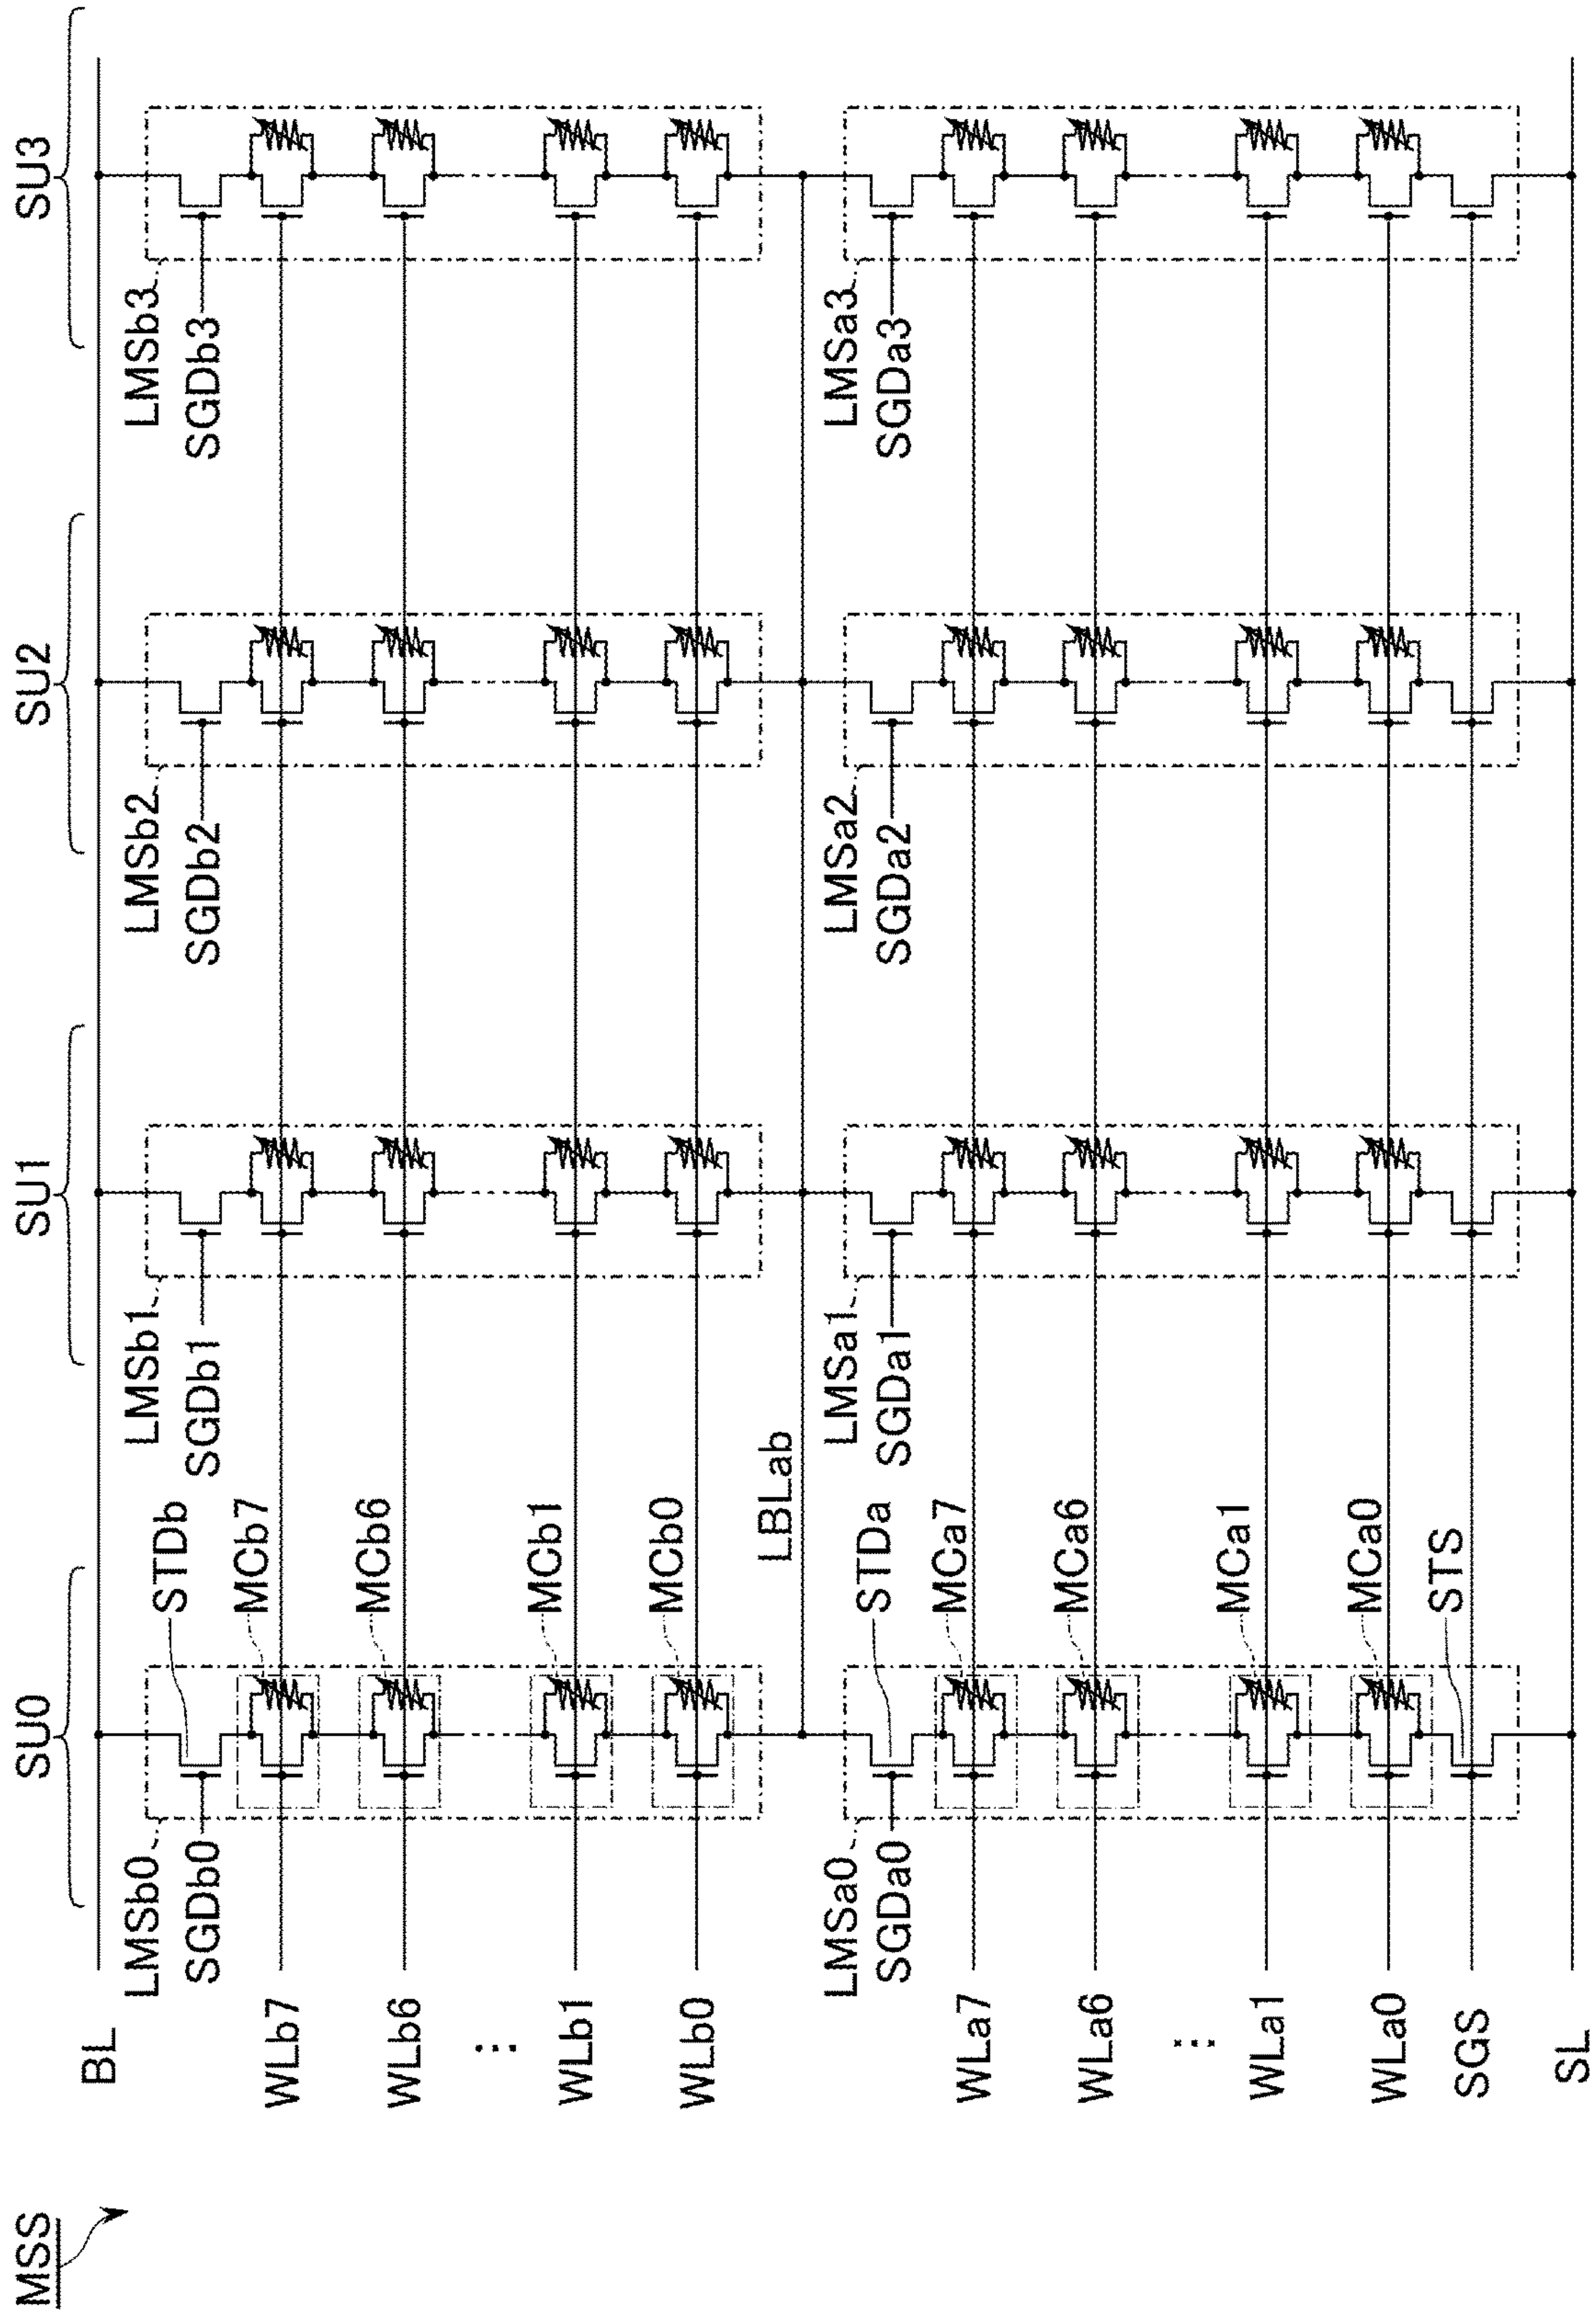 MSS
SU0
SU1
SU2
SU3
BL
LMSb0
LMSb1
LMSb2
LMSb3
SGDb0
STDb
SGDb1
SGDb2
SGDb3
WLb7
MCb7
WLb6
MCb6
⋮
WLb1
MCb1
WLb0
MCb0
LBLab
LMSa0
LMSa1
LMSa2
LMSa3
SGDa0
STDa
SGDa1
SGDa2
SGDa3
WLa7
MCa7
WLa6
MCa6
⋮
WLa1
MCa1
WLa0
MCa0
SGS
STS
SL